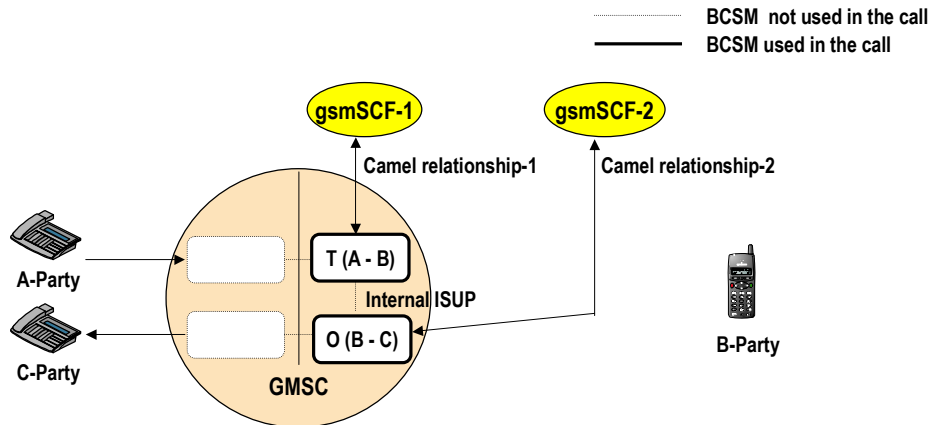 BCSM not used in the call
BCSM used in the call
gsmSCF-1
gsmSCF-2
Camel relationship-1
Camel relationship-2
A-Party
T (A - B)
Internal ISUP
C-Party
O (B - C)
B-Party
GMSC